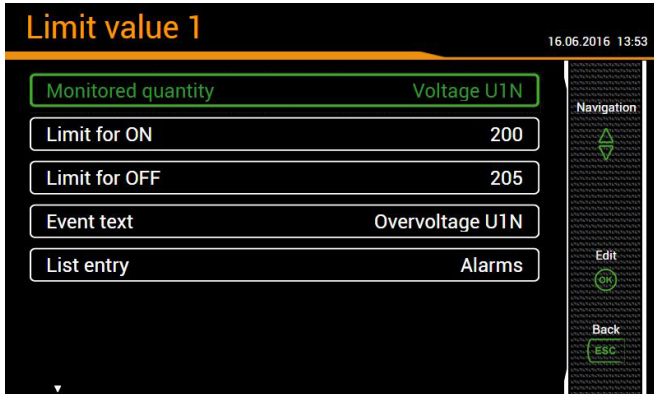 Limit value 1
16.06.2016 13:53
Monitored quantity Voltage U1N
Navigation
Limit for ON 200
Limit for OFF 205
Event text Overvoltage U1N
List entry Alarms
Edit
OK
Back
ESC